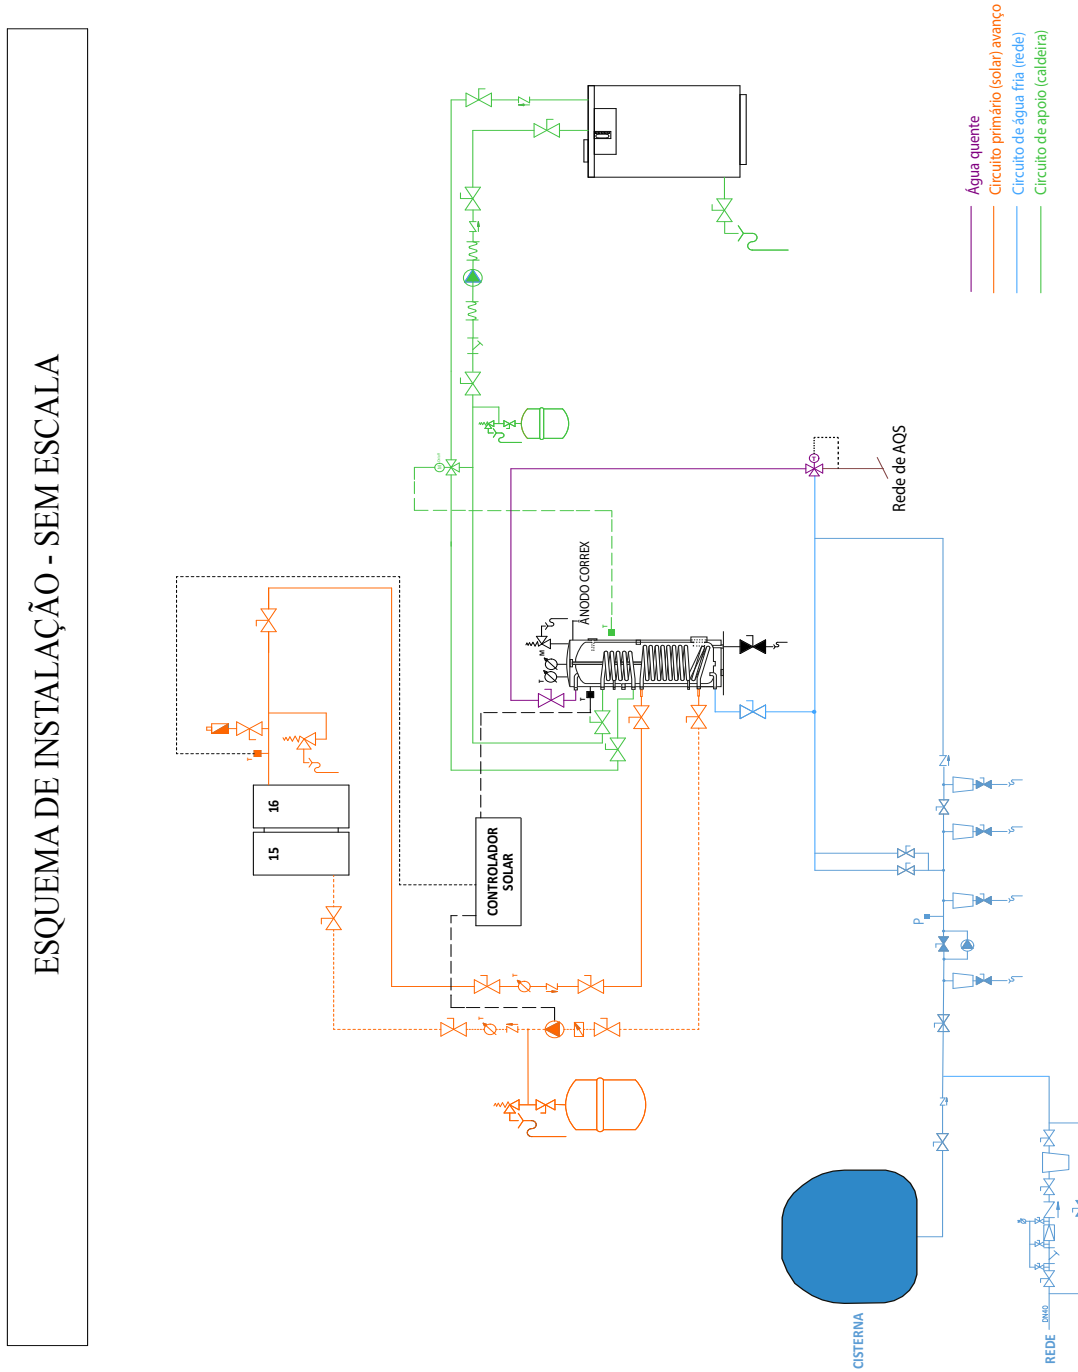 ESQUEMA DE INSTALAÇÃO - SEM ESCALA
15
16
T
CONTROLADOR
SOLAR
T
T
M
T
T
T
ÂNODO CORREX
M
Rede de AQS
P
CISTERNA
REDE
DN40
Água quente
Circuito primário (solar) avanço
Circuito de água fria (rede)
Circuito de apoio (caldeira)